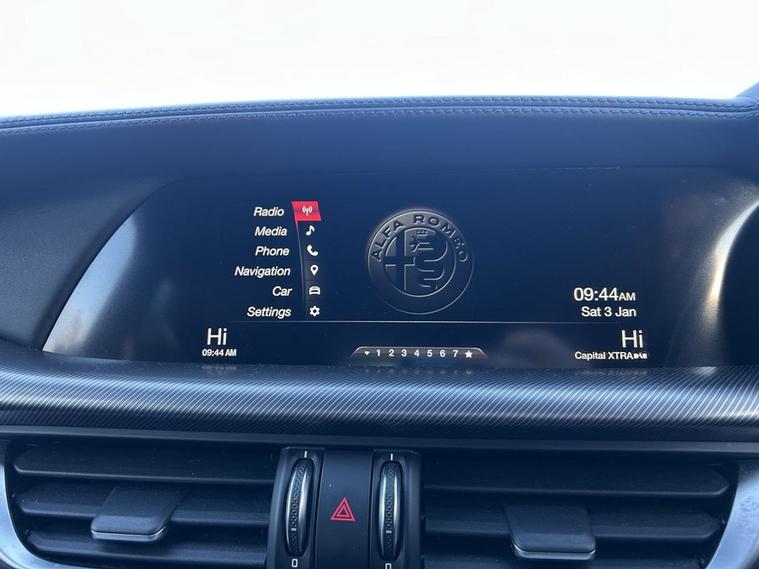 Radio
Media
Phone
Navigation
Car
Settings
ALFA ROMEO
09:44AM
Sat 3 Jan
Hi
09:44 AM
1 2 3 4 5 6 7
Hi
Capital XTRA